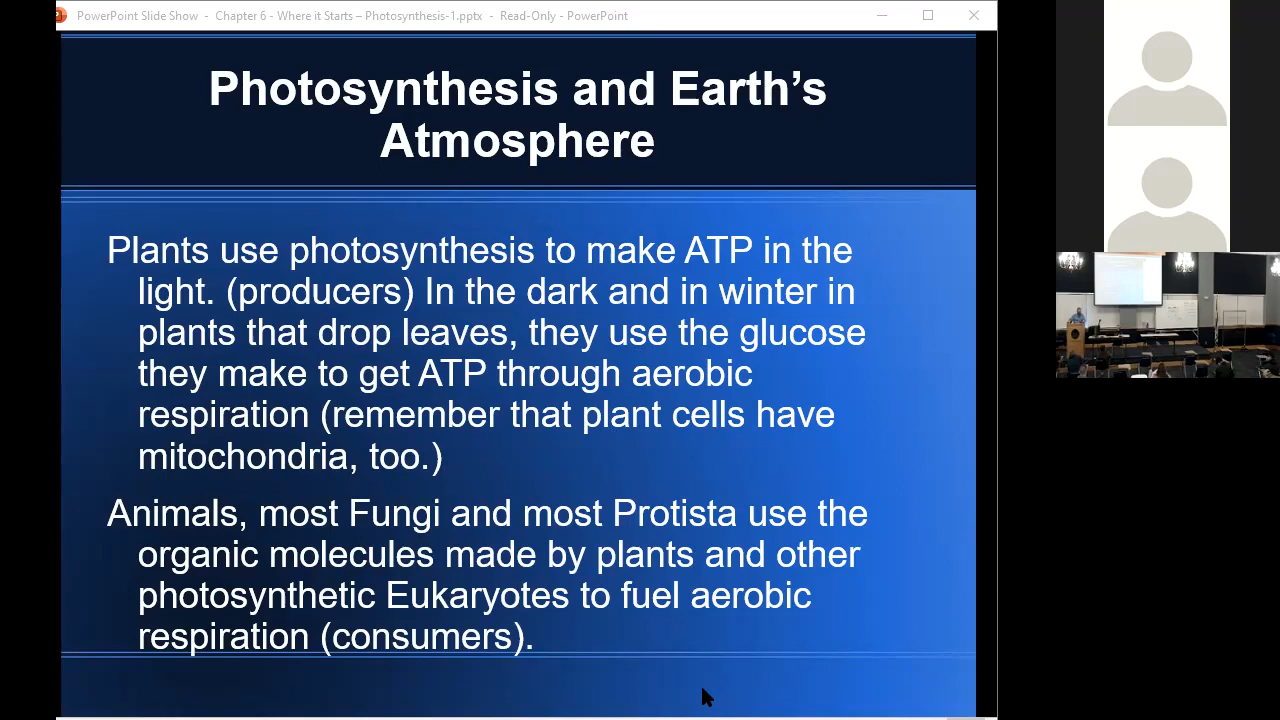 PowerPoint Slide Show - Chapter 6 - Where it Starts – Photosynthesis-1.pptx - Read-Only - PowerPoint
Photosynthesis and Earth’s
Atmosphere
Plants use photosynthesis to make ATP in the
light. (producers) In the dark and in winter in
plants that drop leaves, they use the glucose
they make to get ATP through aerobic
respiration (remember that plant cells have
mitochondria, too.)
Animals, most Fungi and most Protista use the
organic molecules made by plants and other
photosynthetic Eukaryotes to fuel aerobic
respiration (consumers).